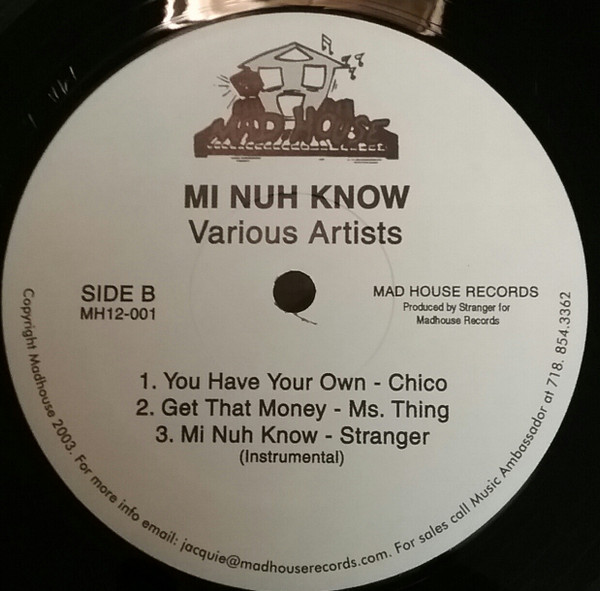 MAD HOUSE
MI NUH KNOW
Various Artists
SIDE B
MH12-001
MAD HOUSE RECORDS
Produced by Stranger for
Madhouse Records
1. You Have Your Own - Chico
2. Get That Money - Ms. Thing
3. Mi Nuh Know - Stranger
(Instrumental)
Copyright Madhouse 2003. For more info email: jacquie@madhouserecords.com. For sales call Music Ambassador at 718. 854.3362